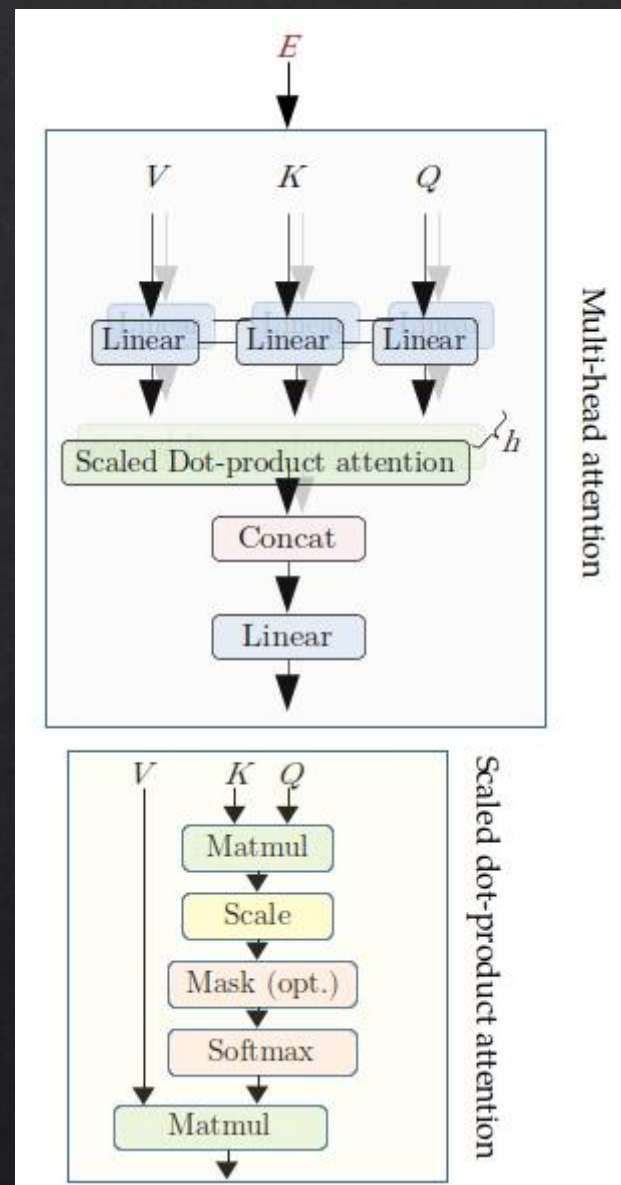 E
V K Q
Linear Linear Linear
Scaled Dot-product attention
h
Concat
Linear
Multi-head attention
V K Q
Matmul
Scale
Mask (opt.)
Softmax
Matmul
Scaled dot-product attention